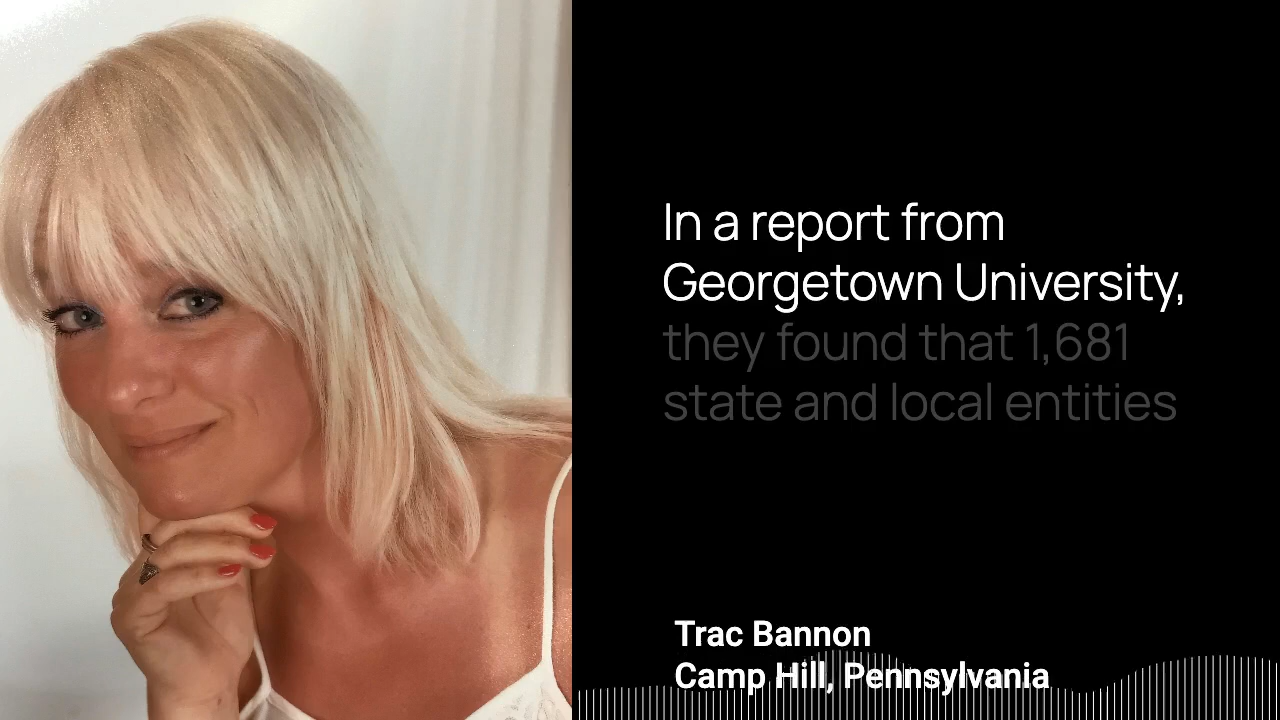 In a report from
Georgetown University,
they found that 1,681
state and local entities
Trac Bannon
Camp Hill, Pennsylvania